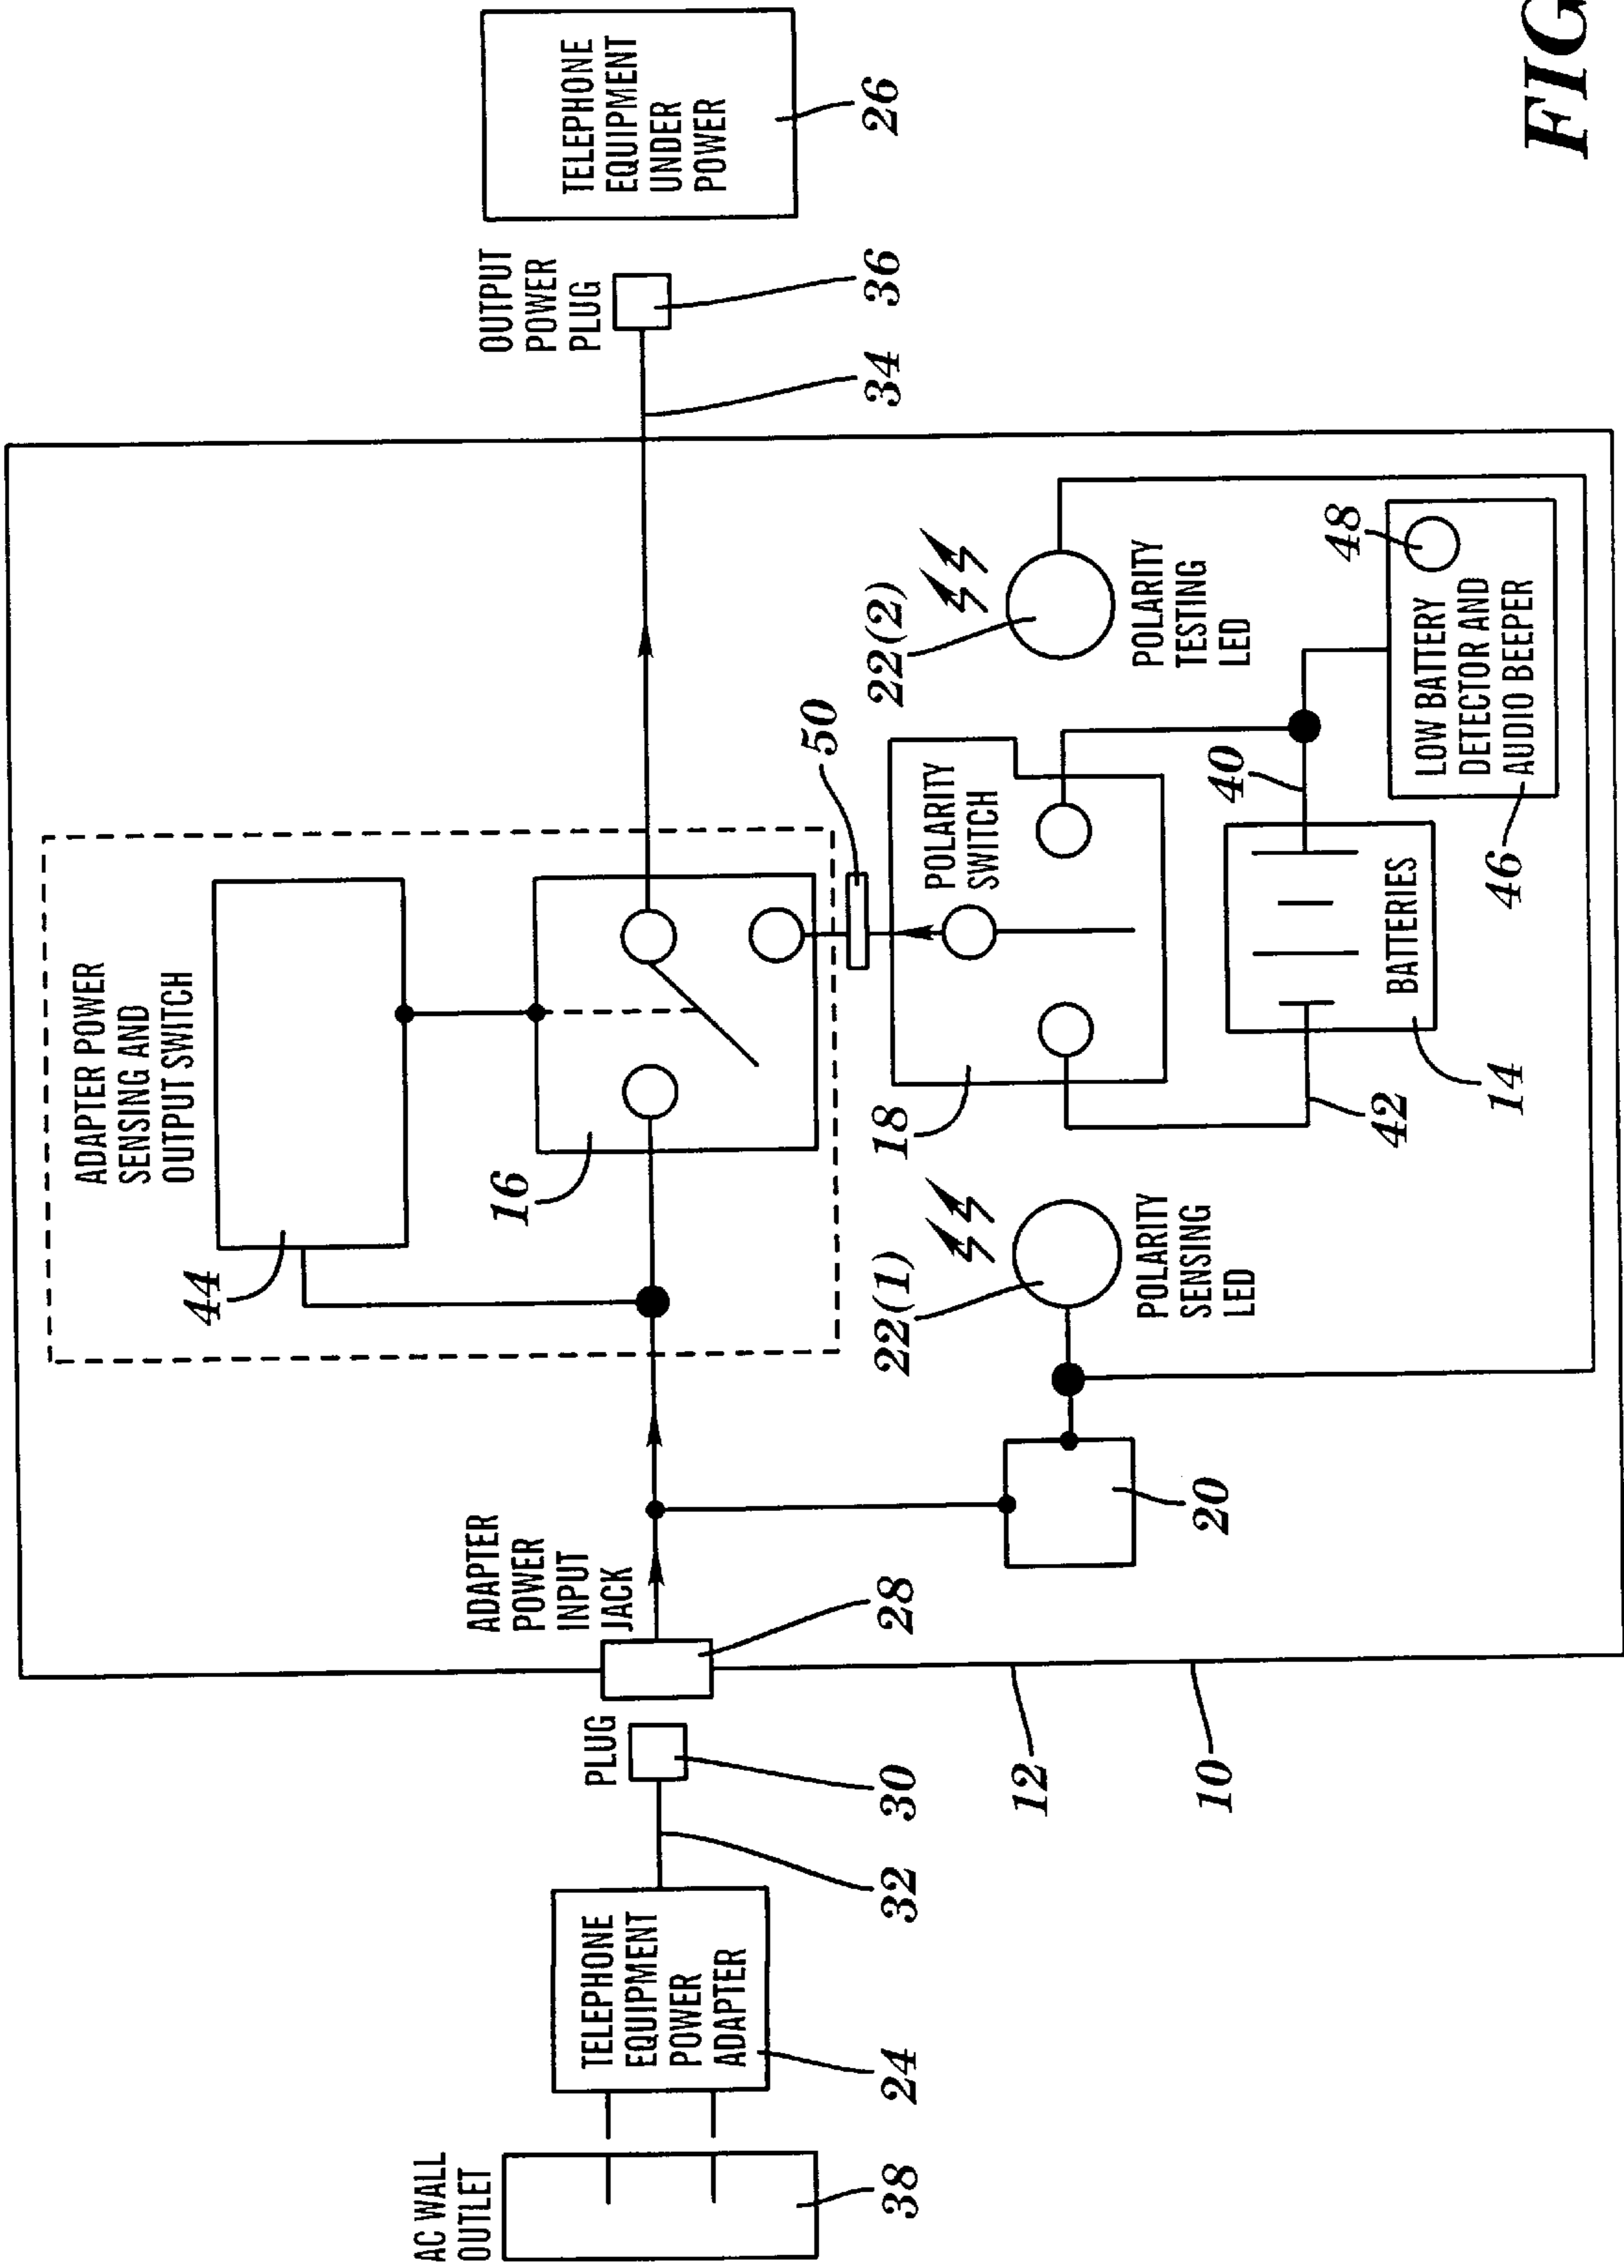 AC WALL
OUTLET
38
TELEPHONE
EQUIPMENT
POWER
ADAPTER
24
32
PLUG
30
ADAPTER
POWER
INPUT
JACK
28
12
10
20
ADAPTER POWER
SENSING AND
OUTPUT SWITCH
44
16
22(1)
POLARITY
SENSING
LED
18
POLARITY
SWITCH
50
42
BATTERIES
14
40
22(2)
POLARITY
TESTING
LED
48
LOW BATTERY
DETECTOR AND
AUDIO BEEPER
46
34
OUTPUT
POWER
PLUG
36
TELEPHONE
EQUIPMENT
UNDER
POWER
26
FIG